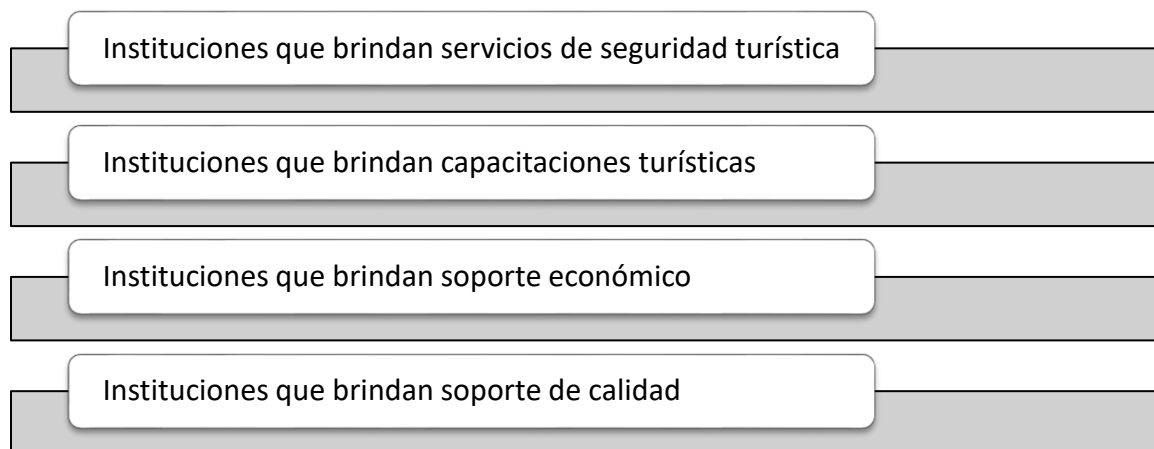 Instituciones que brindan servicios de seguridad turística
Instituciones que brindan capacitaciones turísticas
Instituciones que brindan soporte económico
Instituciones que brindan soporte de calidad